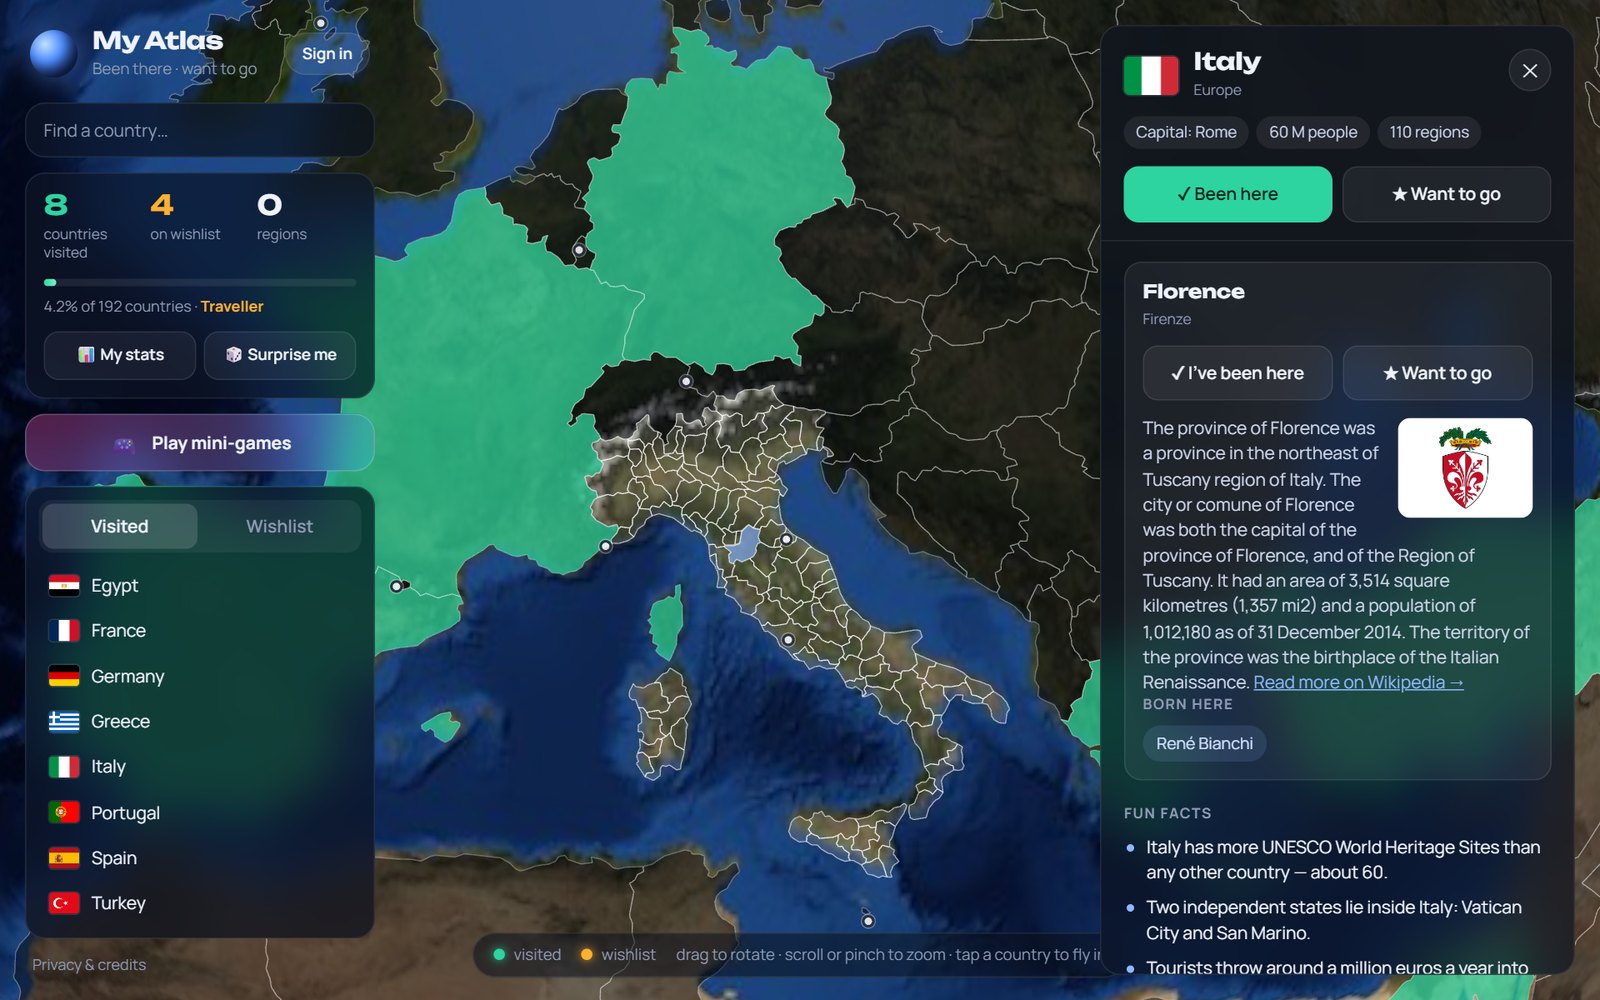 My Atlas
Been there · want to go
Sign in
Find a country…
8
countries
visited
4
on wishlist
0
regions
4.2% of 192 countries · Traveller
My stats
Surprise me
Play mini-games
Visited
Wishlist
Egypt
France
Germany
Greece
Italy
Portugal
Spain
Turkey
Privacy & credits
visited
wishlist
drag to rotate · scroll or pinch to zoom · tap a country to fly in
Italy
Europe
Capital: Rome
60 M people
110 regions
✓ Been here
★ Want to go
Florence
Firenze
✓ I've been here
★ Want to go
The province of Florence was
a province in the northeast of
Tuscany region of Italy. The
city or comune of Florence
was both the capital of the
province of Florence, and of the Region of
Tuscany. It had an area of 3,514 square
kilometres (1,357 mi2) and a population of
1,012,180 as of 31 December 2014. The territory of
the province was the birthplace of the Italian
Renaissance. Read more on Wikipedia →
BORN HERE
René Bianchi
FUN FACTS
Italy has more UNESCO World Heritage Sites than
any other country — about 60.
Two independent states lie inside Italy: Vatican
City and San Marino.
Tourists throw around a million euros a year into